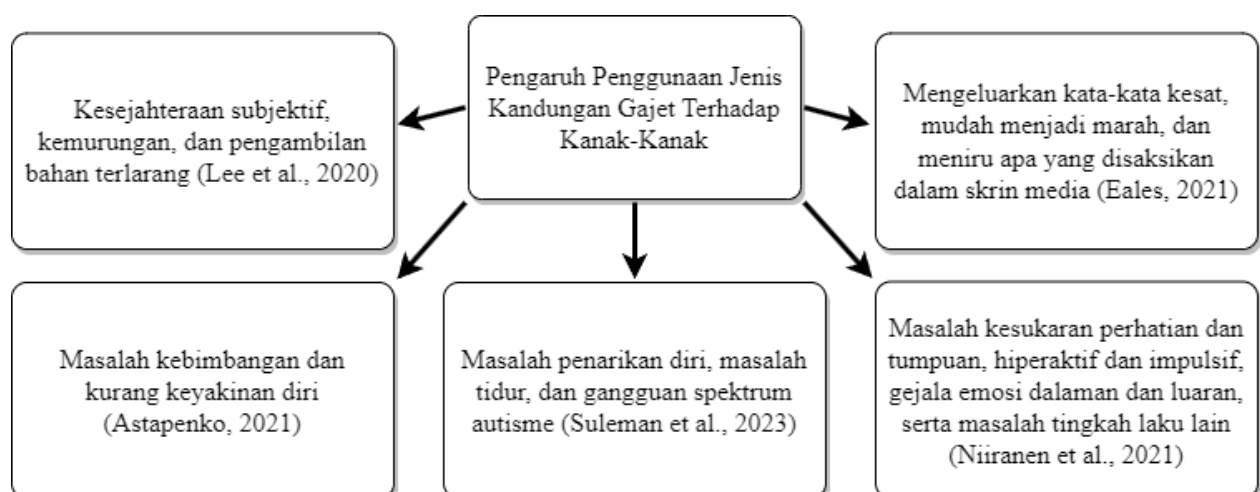 Pengaruh Penggunaan Jenis
Kandungan Gajet Terhadap
Kanak-Kanak
Kesejahteraan subjektif,
kemurungan, dan pengambilan
bahan terlarang (Lee et al., 2020)
Mengeluarkan kata-kata kesat,
mudah menjadi marah, dan
meniru apa yang disaksikan
dalam skrin media (Eales, 2021)
Masalah kebimbangan dan
kurang keyakinan diri
(Astapenko, 2021)
Masalah penarikan diri, masalah
tidur, dan gangguan spektrum
autisme (Suleman et al., 2023)
Masalah kesukaran perhatian dan
tumpuan, hiperaktif dan impulsif,
gejala emosi dalaman dan luaran,
serta masalah tingkah laku lain
(Niiranen et al., 2021)